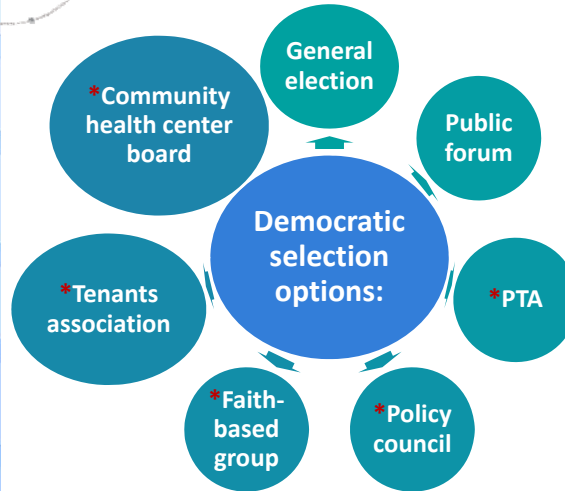 Democratic
selection
options:
General
election
Public
forum
*PTA
*Policy
council
*Faith-
based
group
*Tenants
association
*Community
health center
board